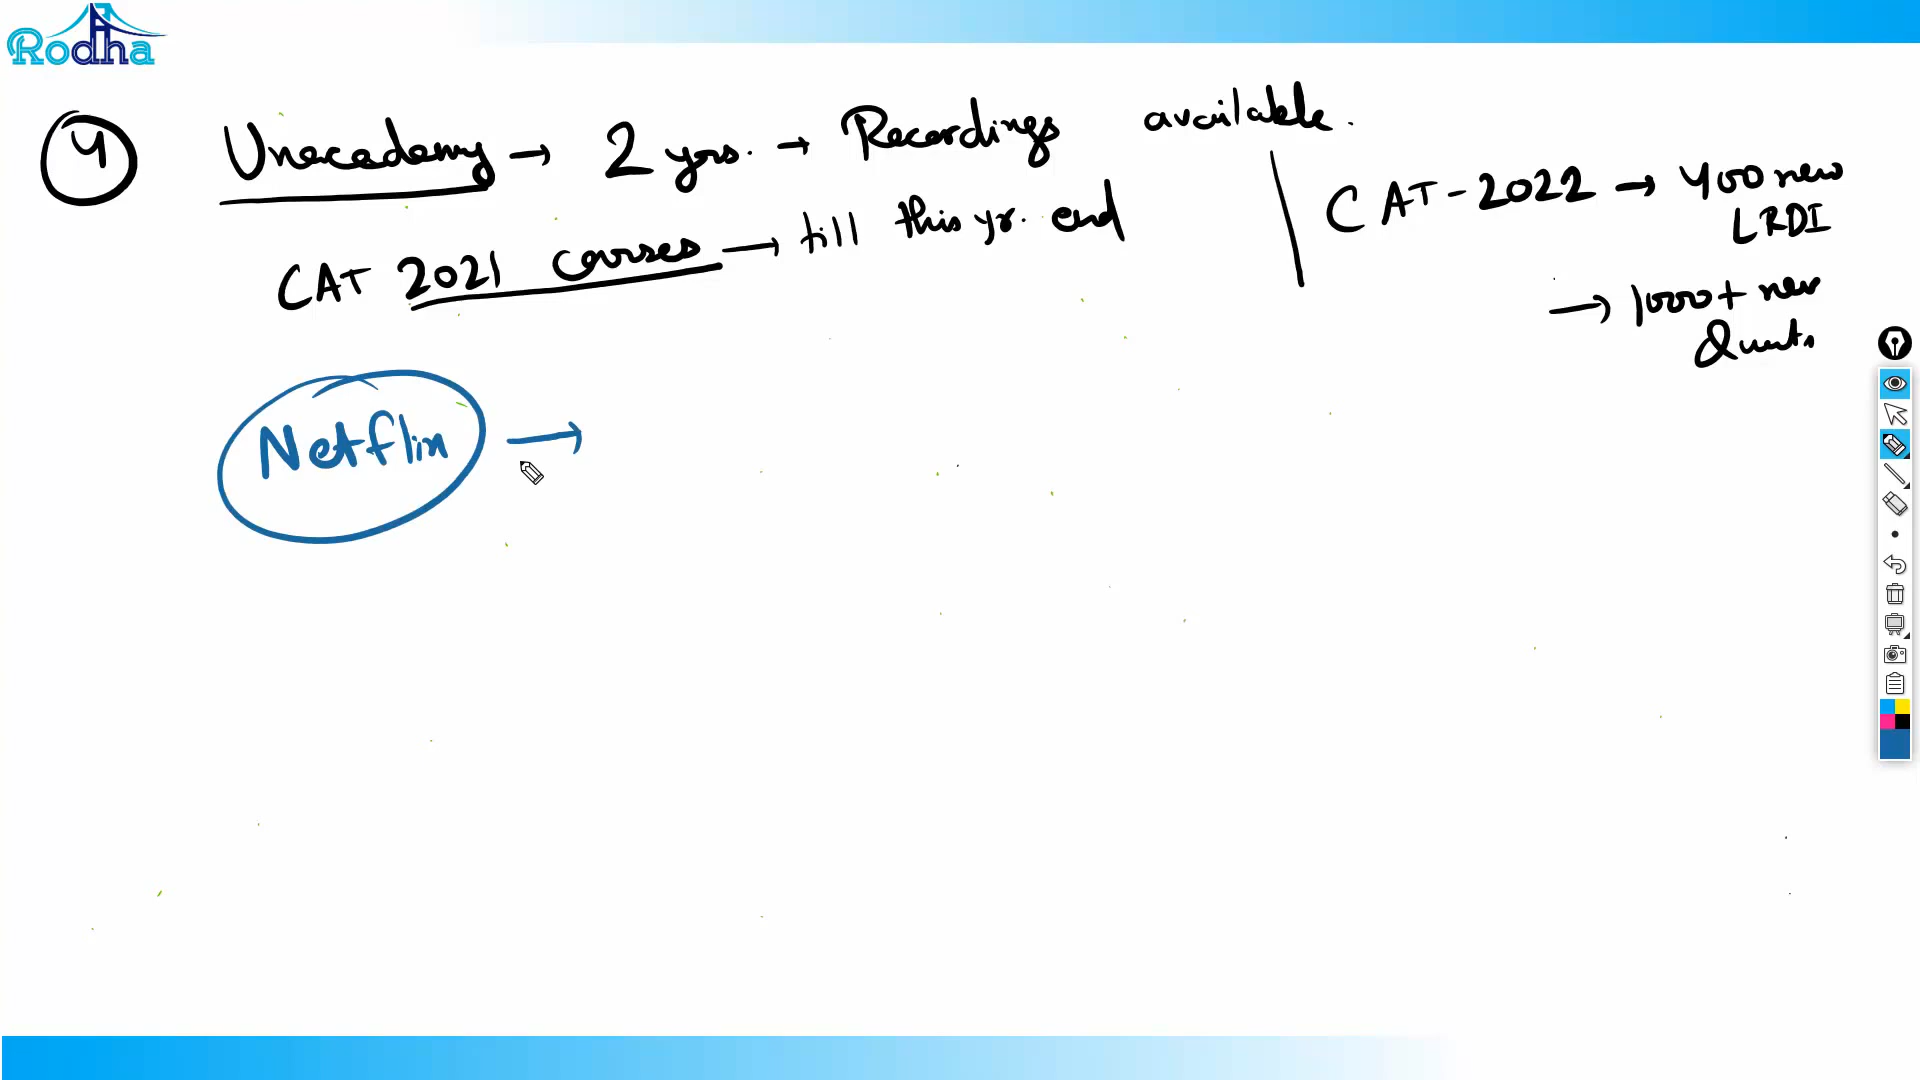 Rodha
4 Unacademy → 2 yrs. → Recordings available.
CAT 2021 courses → till this yr. end
CAT-2022 → 400 new
LRDI
→ 1000+ new
Quants
Netflix →